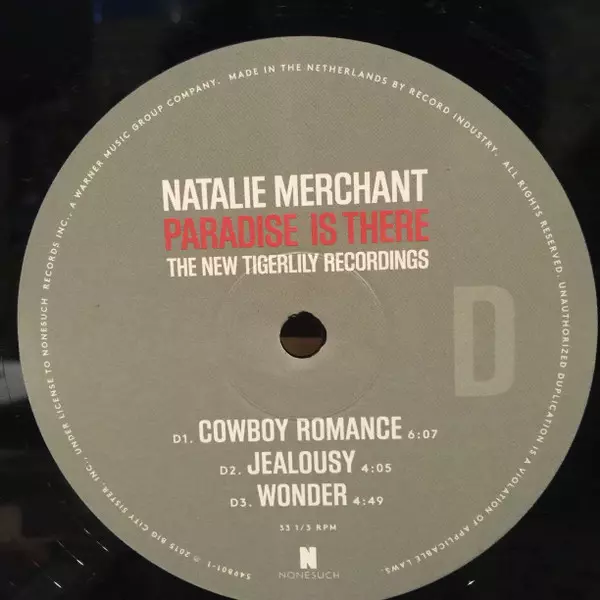 NATALIE MERCHANT
PARADISE IS THERE
THE NEW TIGERLILY RECORDINGS
D
D1. COWBOY ROMANCE 6:07
D2. JEALOUSY 4:05
D3. WONDER 4:49
33 1/3 RPM
N
NONESUCH
549801-1 ℗ 2015 BIG CITY SISTER, INC., UNDER LICENSE TO NONESUCH RECORDS INC., A WARNER MUSIC GROUP COMPANY. MADE IN THE NETHERLANDS BY RECORD INDUSTRY. ALL RIGHTS RESERVED. UNAUTHORIZED DUPLICATION IS A VIOLATION OF APPLICABLE LAWS.